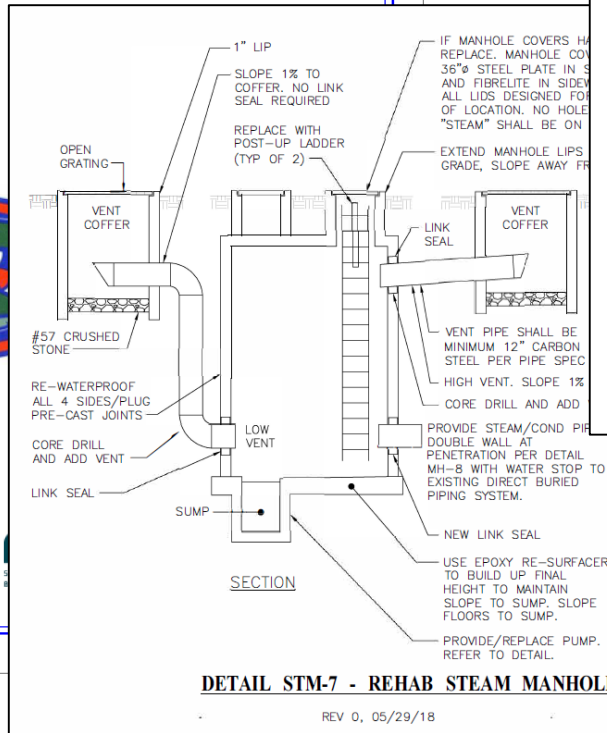 1" LIP
SLOPE 1% TO
COFFER. NO LINK
SEAL REQUIRED
REPLACE WITH
POST-UP LADDER
(TYP OF 2)
OPEN
GRATING
VENT
COFFER
#57 CRUSHED
STONE
RE-WATERPROOF
ALL 4 SIDES/PLUG
PRE-CAST JOINTS
CORE DRILL
AND ADD VENT
LINK SEAL
LOW
VENT
SUMP
SECTION
IF MANHOLE COVERS
REPLACE. MANHOLE
36"ø STEEL PLATE IN
AND FIBRELITE IN
ALL LIDS DESIGNED
OF LOCATION. NO
"STEAM" SHALL BE ON
EXTEND MANHOLE LIPS
GRADE, SLOPE AWAY
LINK
SEAL
VENT
COFFER
VENT PIPE SHALL BE
MINIMUM 12" CARBON
STEEL PER PIPE SPEC
HIGH VENT. SLOPE 1%
CORE DRILL AND ADD
PROVIDE STEAM/COND
DOUBLE WALL AT
PENETRATION PER DETAIL
MH-8 WITH WATER STOP TO
EXISTING DIRECT BURIED
PIPING SYSTEM.
NEW LINK SEAL
USE EPOXY RE-SURFACER
TO BUILD UP FINAL
HEIGHT TO MAINTAIN
SLOPE TO SUMP. SLOPE
FLOORS TO SUMP.
PROVIDE/REPLACE PUMP.
REFER TO DETAIL.
DETAIL STM-7 - REHAB STEAM
REV 0, 05/29/18